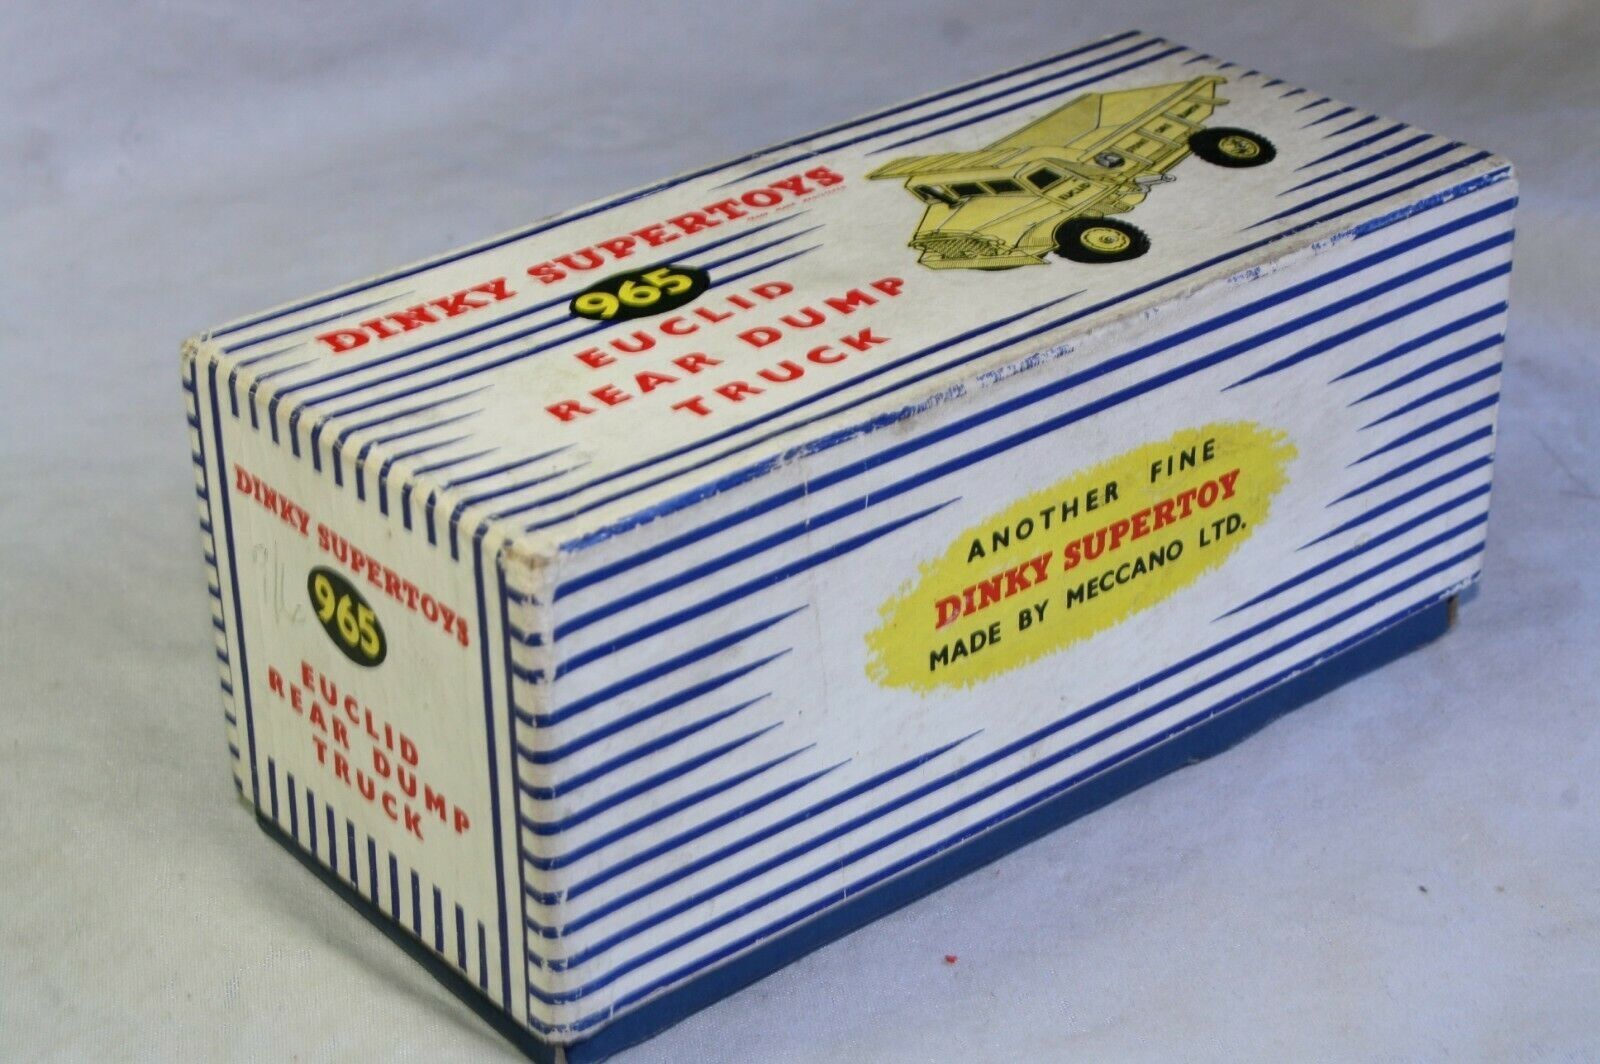 DINKY SUPERTOYS
965
EUCLID
REAR DUMP
TRUCK
EUCLID
DINKY SUPERTOYS
965
EUCLID
REAR DUMP
TRUCK
ANOTHER FINE
DINKY SUPERTOY
MADE BY MECCANO LTD.